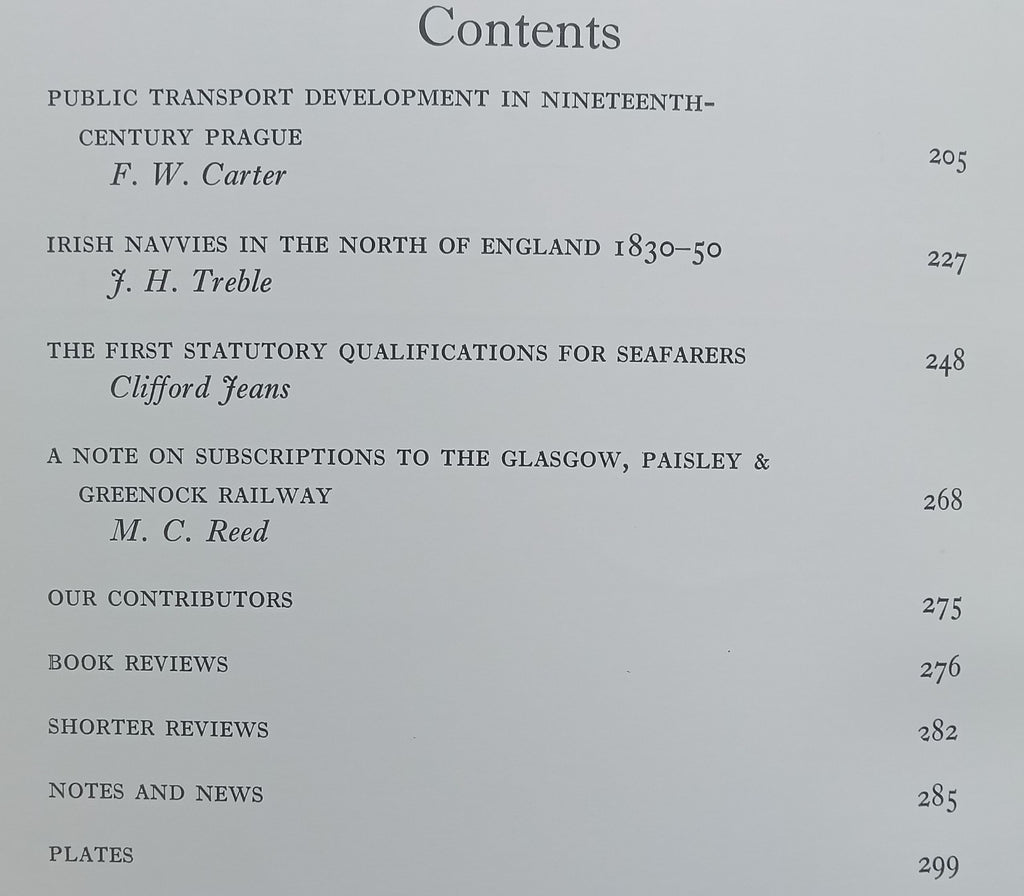 Contents
PUBLIC TRANSPORT DEVELOPMENT IN NINETEENTH-
CENTURY PRAGUE
F. W. Carter 205
IRISH NAVVIES IN THE NORTH OF ENGLAND 1830–50
J. H. Treble 227
THE FIRST STATUTORY QUALIFICATIONS FOR SEAFARERS 248
Clifford Jeans
A NOTE ON SUBSCRIPTIONS TO THE GLASGOW, PAISLEY &
GREENOCK RAILWAY 268
M. C. Reed
OUR CONTRIBUTORS 275
BOOK REVIEWS 276
SHORTER REVIEWS 282
NOTES AND NEWS 285
PLATES 299